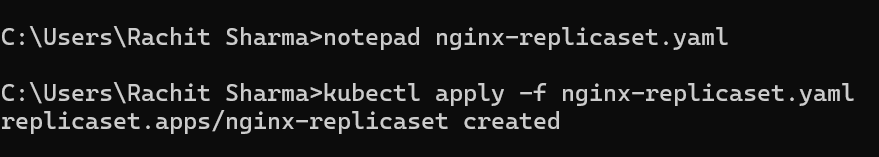 C:\Users\Rachit Sharma>notepad nginx-replicaset.yaml
C:\Users\Rachit Sharma>kubectl apply -f nginx-replicaset.yaml
replicaset.apps/nginx-replicaset created